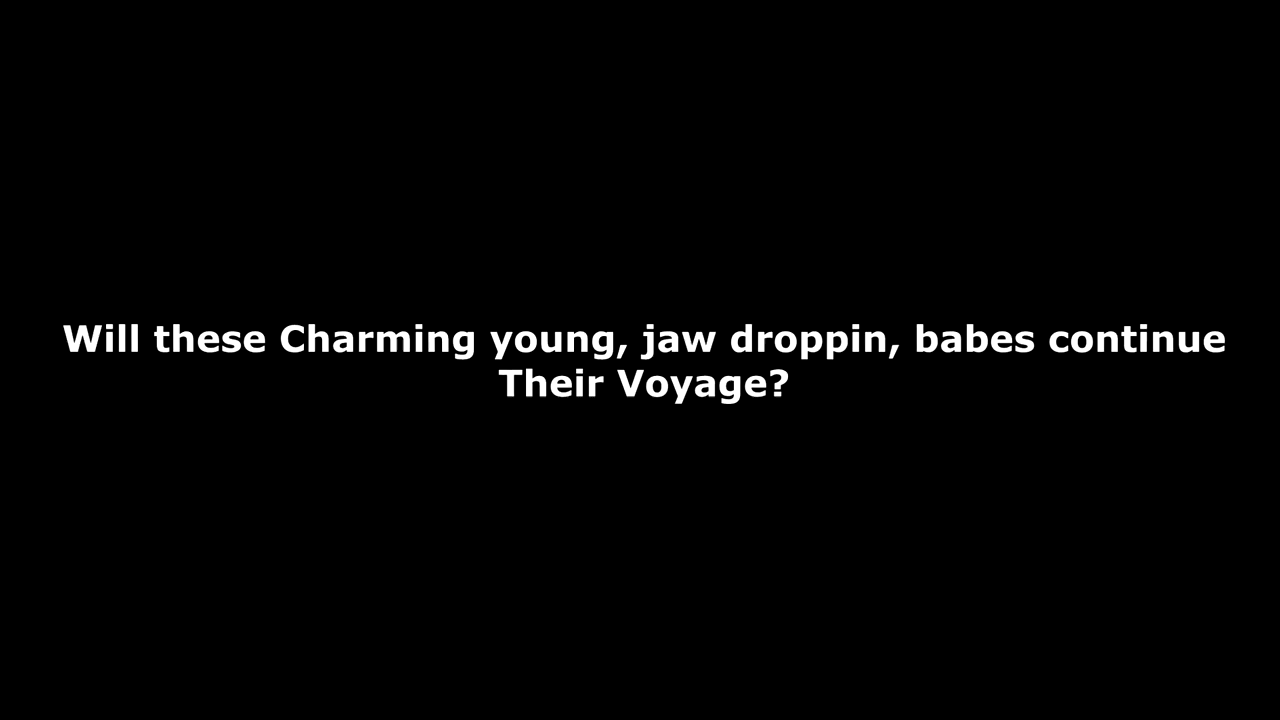 Will these Charming young, jaw droppin, babes continue
Their Voyage?